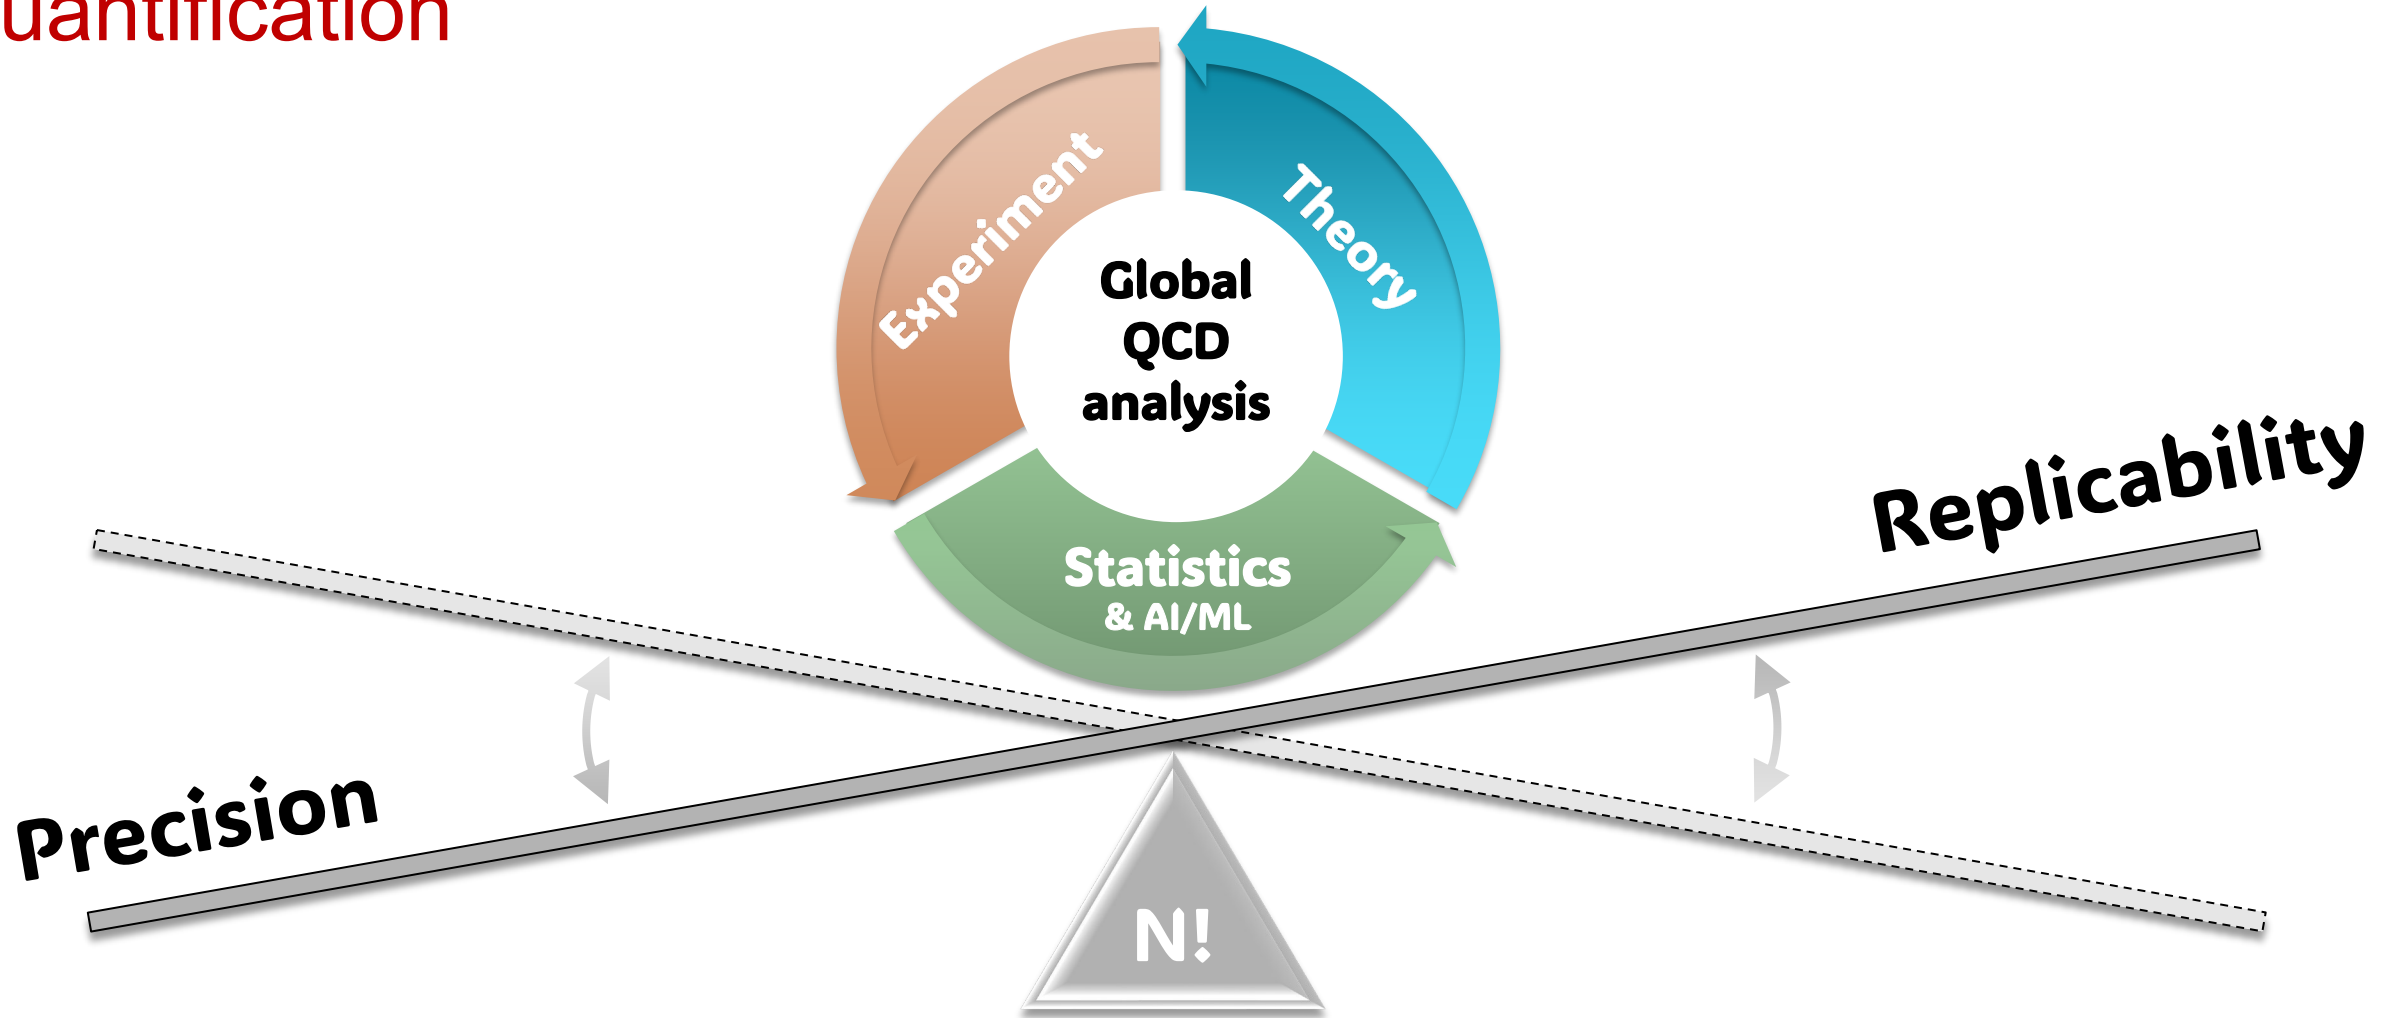 uantification
Experiment
Theory
Global
QCD
analysis
Statistics
& AI/ML
Replicability
Precision
N!